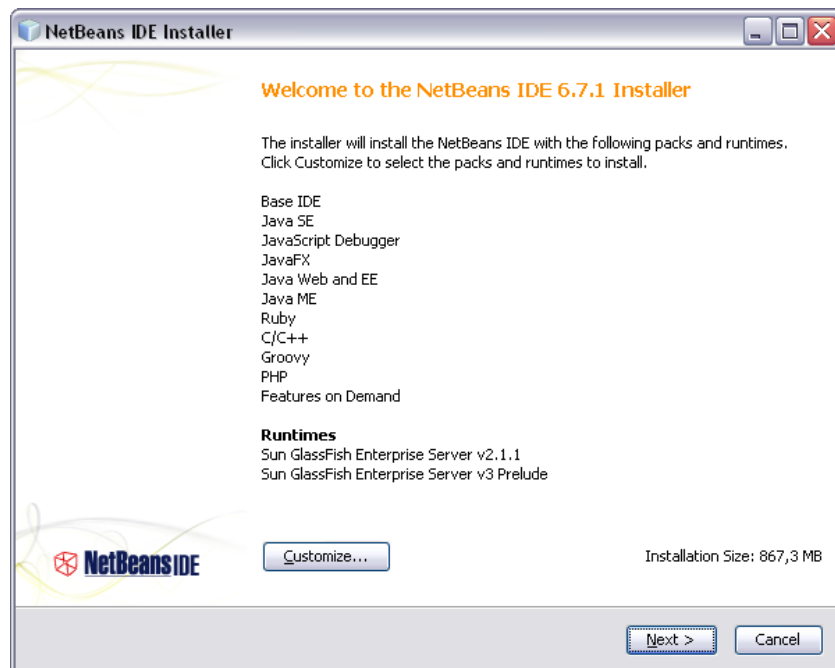 NetBeans IDE Installer
Welcome to the NetBeans IDE 6.7.1 Installer
The installer will install the NetBeans IDE with the following packs and runtimes.
Click Customize to select the packs and runtimes to install.
Base IDE
Java SE
JavaScript Debugger
JavaFX
Java Web and EE
Java ME
Ruby
C/C++
Groovy
PHP
Features on Demand
Runtimes
Sun GlassFish Enterprise Server v2.1.1
Sun GlassFish Enterprise Server v3 Prelude
NetBeans IDE
Customize...
Installation Size: 867,3 MB
Next >
Cancel